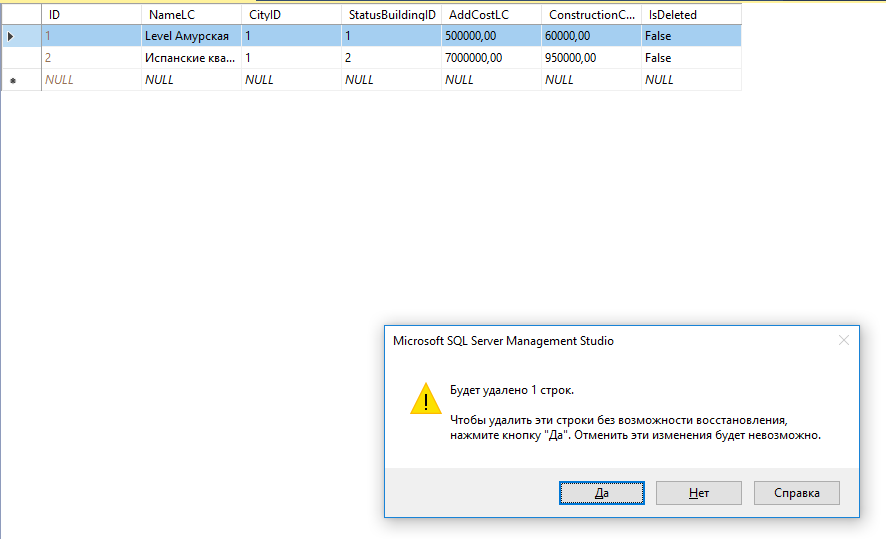 ID NameLC CityID StatusBuildingID AddCostLC ConstructionC... IsDeleted
1 Level Амурская 1 1 500000,00 60000,00 False
2 Испанские ква... 1 2 7000000,00 950000,00 False
NULL NULL NULL NULL NULL NULL NULL
Microsoft SQL Server Management Studio
Будет удалено 1 строк.
Чтобы удалить эти строки без возможности восстановления,
нажмите кнопку "Да". Отменить эти изменения будет невозможно.
Да Нет Справка